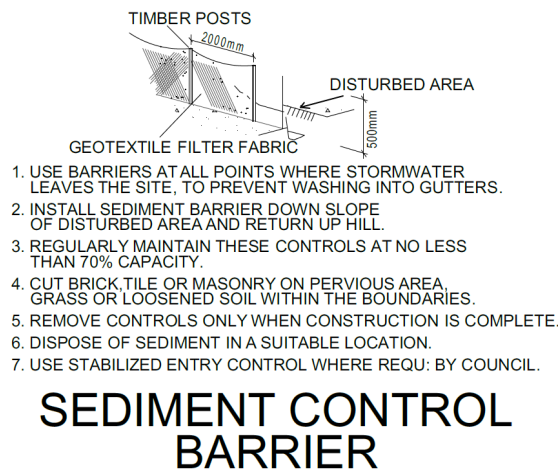 TIMBER POSTS
2000mm
DISTURBED AREA
500mm
GEOTEXTILE FILTER FABRIC
1. USE BARRIERS AT ALL POINTS WHERE STORMWATER
LEAVES THE SITE, TO PREVENT WASHING INTO GUTTERS.
2. INSTALL SEDIMENT BARRIER DOWN SLOPE
OF DISTURBED AREA AND RETURN UP HILL.
3. REGULARLY MAINTAIN THESE CONTROLS AT NO LESS
THAN 70% CAPACITY.
4. CUT BRICK,TILE OR MASONRY ON PERVIOUS AREA,
GRASS OR LOOSENED SOIL WITHIN THE BOUNDARIES.
5. REMOVE CONTROLS ONLY WHEN CONSTRUCTION IS COMPLETE.
6. DISPOSE OF SEDIMENT IN A SUITABLE LOCATION.
7. USE STABILIZED ENTRY CONTROL WHERE REQU: BY COUNCIL.
SEDIMENT CONTROL
BARRIER